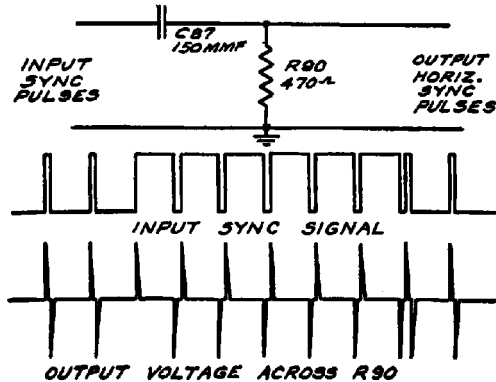 C87
150MMF
INPUT
SYNC
PULSES
R90
470Ω
OUTPUT
HORIZ.
SYNC
PULSES
INPUT SYNC SIGNAL
OUTPUT VOLTAGE ACROSS R90